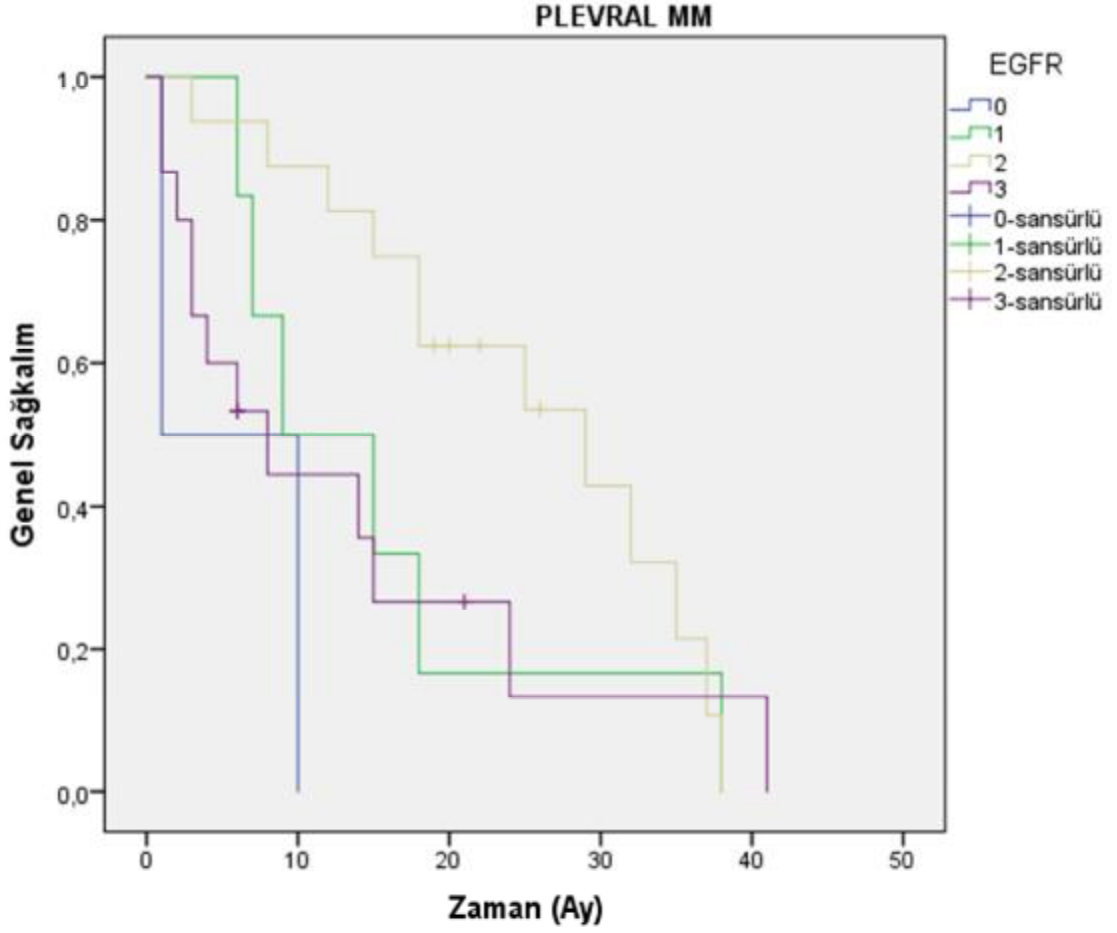 PLEVRAL MM
Genel Sağkalım
1,0
0,8
0,6
0,4
0,2
0,0
0 10 20 30 40 50
Zaman (Ay)
EGFR
0
1
2
3
0-sansürlü
1-sansürlü
2-sansürlü
3-sansürlü